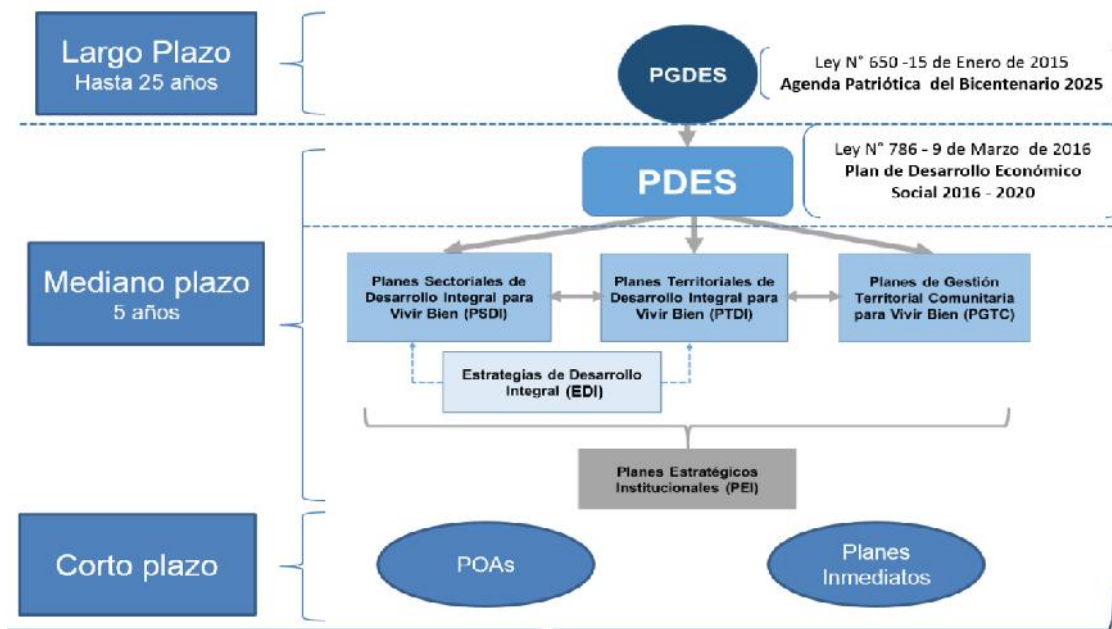 Largo Plazo
Hasta 25 años
PGDES
Ley N° 650 -15 de Enero de 2015
Agenda Patriótica del Bicentenario 2025
Ley N° 786 - 9 de Marzo de 2016
Plan de Desarrollo Económico
Social 2016 - 2020
PDES
Mediano plazo
5 años
Planes Sectoriales de
Desarrollo Integral para
Vivir Bien (PSDI)
Planes Territoriales de
Desarrollo Integral para
Vivir Bien (PTDI)
Planes de Gestión
Territorial Comunitaria
para Vivir Bien (PGTC)
Estrategias de Desarrollo
Integral (EDI)
Planes Estratégicos
Institucionales (PEI)
Corto plazo
POAs
Planes
Inmediatos